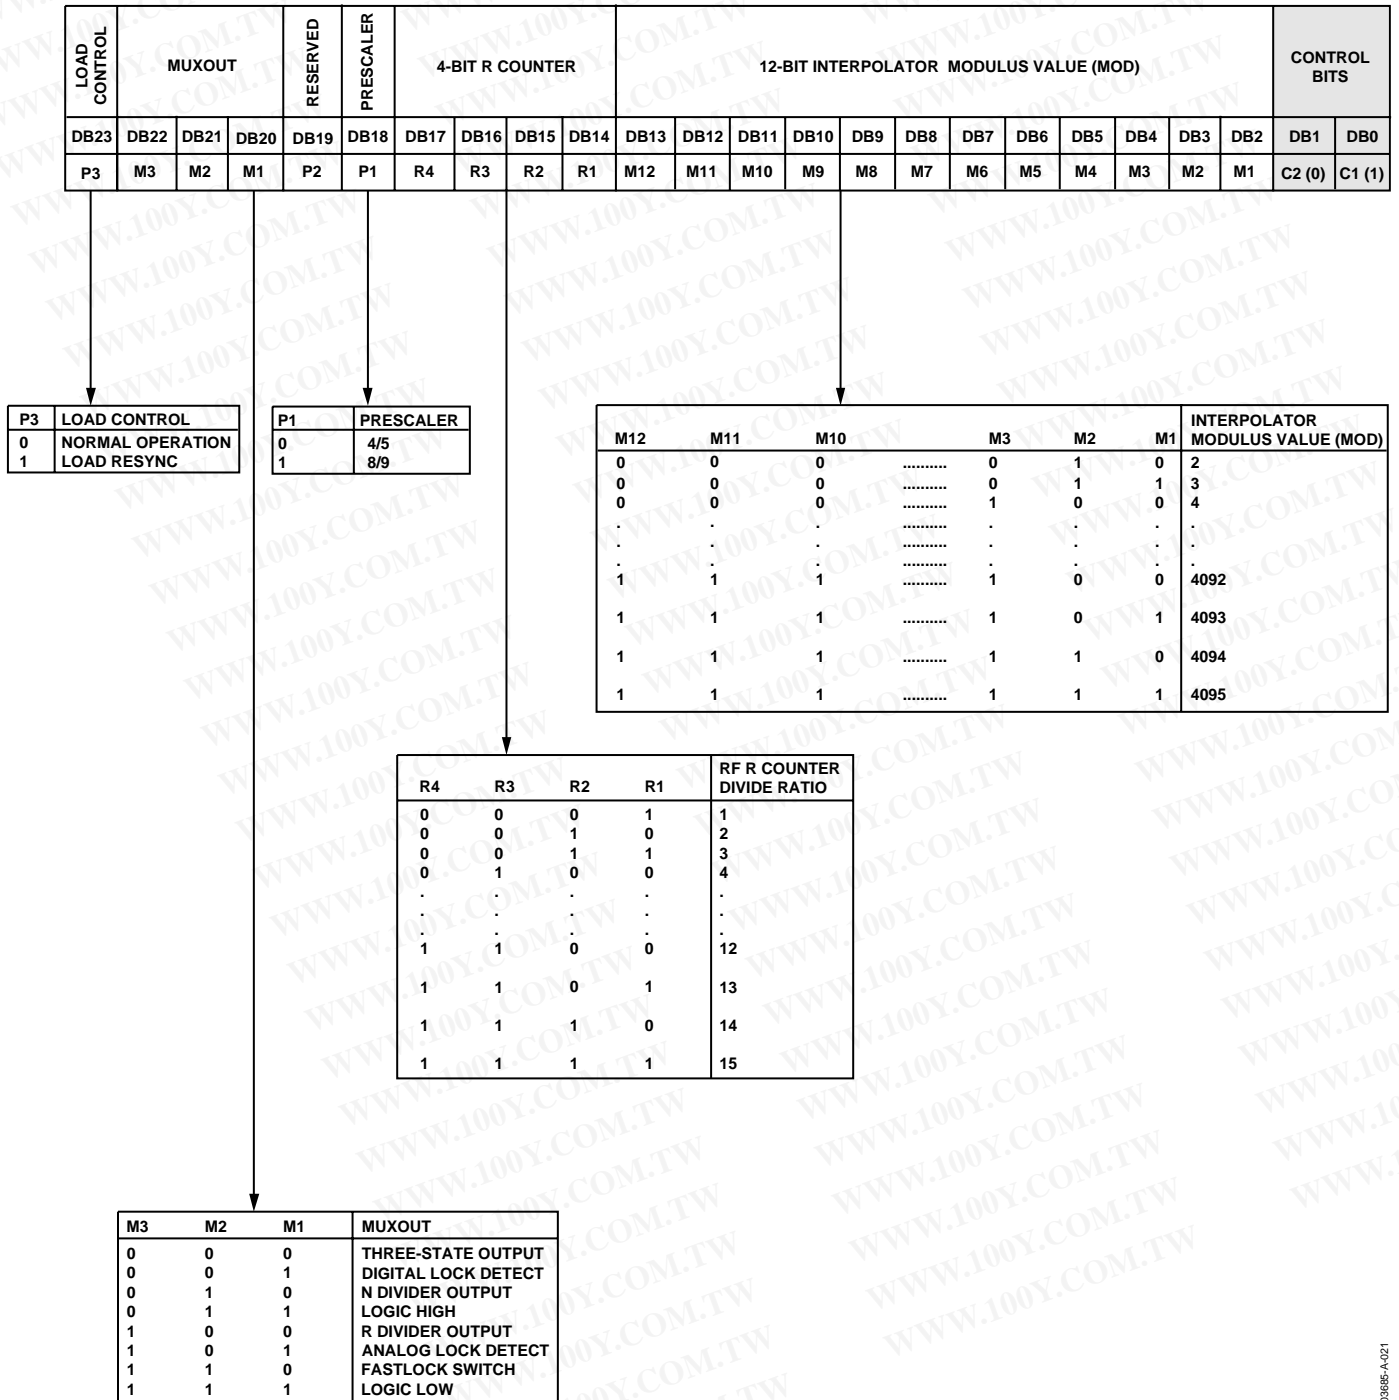 LOAD CONTROL MUXOUT RESERVED PRESCALER 4-BIT R COUNTER 12-BIT INTERPOLATOR MODULUS VALUE (MOD) CONTROL BITS
DB23 DB22 DB21 DB20 DB19 DB18 DB17 DB16 DB15 DB14 DB13 DB12 DB11 DB10 DB9 DB8 DB7 DB6 DB5 DB4 DB3 DB2 DB1 DB0
P3 M3 M2 M1 P2 P1 R4 R3 R2 R1 M12 M11 M10 M9 M8 M7 M6 M5 M4 M3 M2 M1 C2 (0) C1 (1)
P3 LOAD CONTROL
0 NORMAL OPERATION
1 LOAD RESYNC
P1 PRESCALER
0 4/5
1 8/9
M12 M11 M10 M3 M2 M1 INTERPOLATOR MODULUS VALUE (MOD)
0 0 0 .......... 0 1 0 2
0 0 0 .......... 0 1 1 3
0 0 0 .......... 1 0 0 4
. . . .......... . . . .
. . . .......... . . . .
. . . .......... . . . .
1 1 1 .......... 1 0 0 4092
1 1 1 .......... 1 0 1 4093
1 1 1 .......... 1 1 0 4094
1 1 1 .......... 1 1 1 4095
R4 R3 R2 R1 RF R COUNTER DIVIDE RATIO
0 0 0 1 1
0 0 1 0 2
0 0 1 1 3
0 1 0 0 4
. . . . .
. . . . .
. . . . .
1 1 0 0 12
1 1 0 1 13
1 1 1 0 14
1 1 1 1 15
M3 M2 M1 MUXOUT
0 0 0 THREE-STATE OUTPUT
0 0 1 DIGITAL LOCK DETECT
0 1 0 N DIVIDER OUTPUT
0 1 1 LOGIC HIGH
1 0 0 R DIVIDER OUTPUT
1 0 1 ANALOG LOCK DETECT
1 1 0 FASTLOCK SWITCH
1 1 1 LOGIC LOW
03685-A-021
WWW.100Y.COM.TW